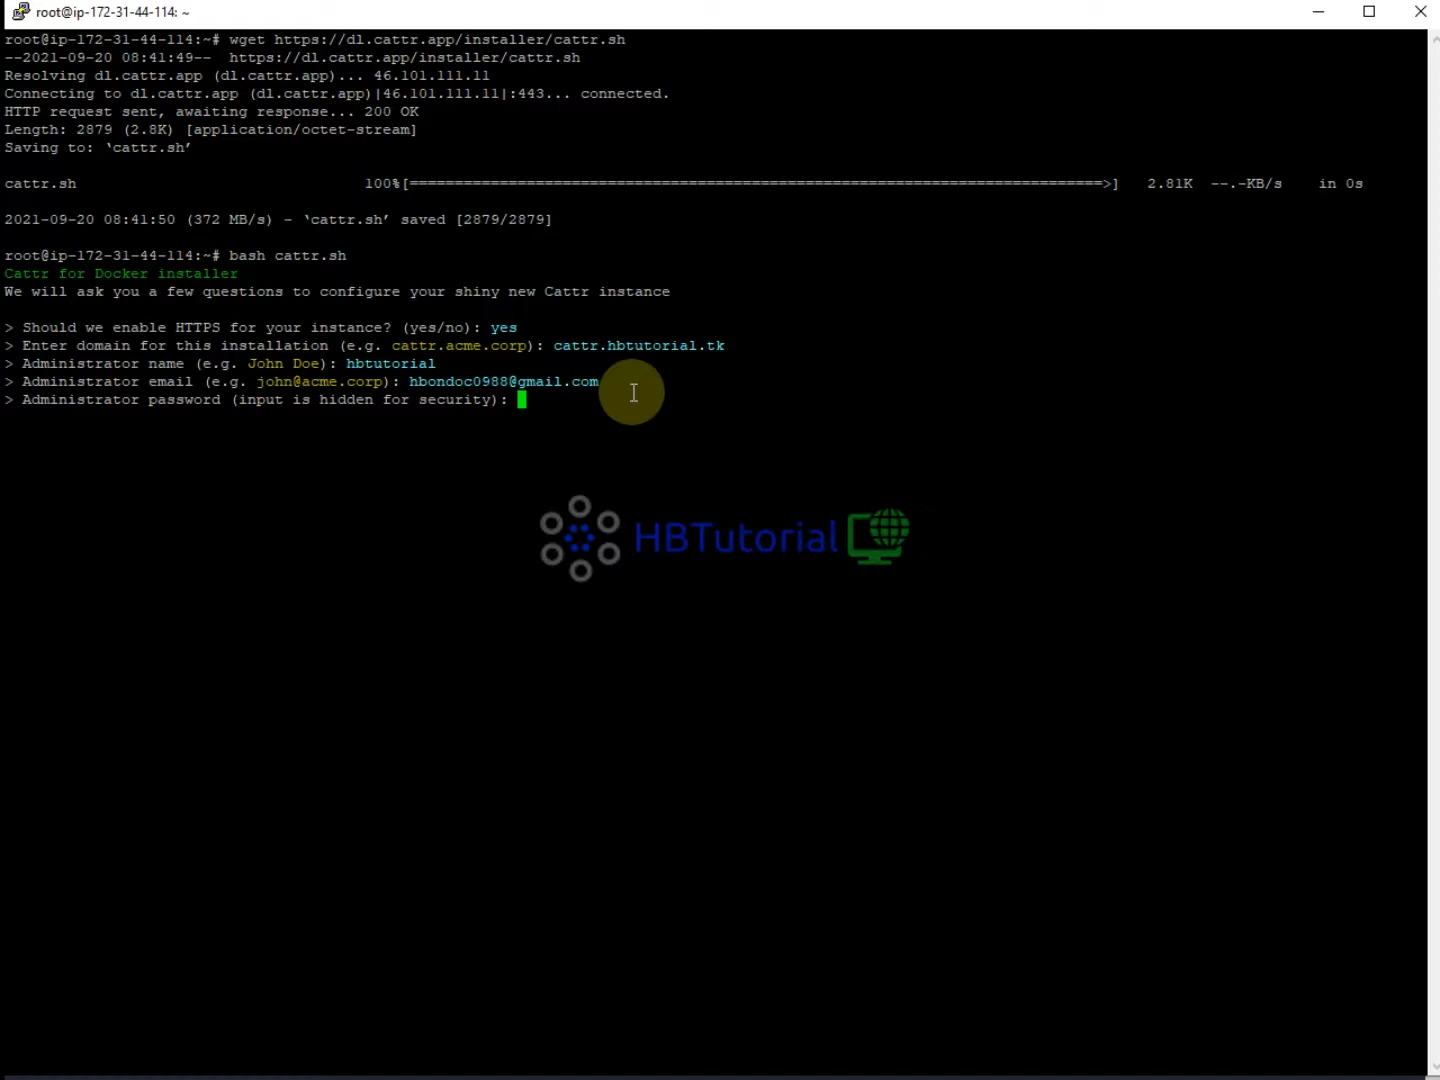 root@ip-172-31-44-114: ~
root@ip-172-31-44-114:~# wget https://dl.cattr.app/installer/cattr.sh
--2021-09-20 08:41:49--  https://dl.cattr.app/installer/cattr.sh
Resolving dl.cattr.app (dl.cattr.app)... 46.101.111.11
Connecting to dl.cattr.app (dl.cattr.app)|46.101.111.11|:443... connected.
HTTP request sent, awaiting response... 200 OK
Length: 2879 (2.8K) [application/octet-stream]
Saving to: ‘cattr.sh’
cattr.sh 100%[=============================================================================>] 2.81K --.-KB/s in 0s
2021-09-20 08:41:50 (372 MB/s) - ‘cattr.sh’ saved [2879/2879]
root@ip-172-31-44-114:~# bash cattr.sh
Cattr for Docker installer
We will ask you a few questions to configure your shiny new Cattr instance
> Should we enable HTTPS for your instance? (yes/no): yes
> Enter domain for this installation (e.g. cattr.acme.corp): cattr.hbtutorial.tk
> Administrator name (e.g. John Doe): hbtutorial
> Administrator email (e.g. john@acme.corp): hbondoc0988@gmail.com
> Administrator password (input is hidden for security):
HBTutorial